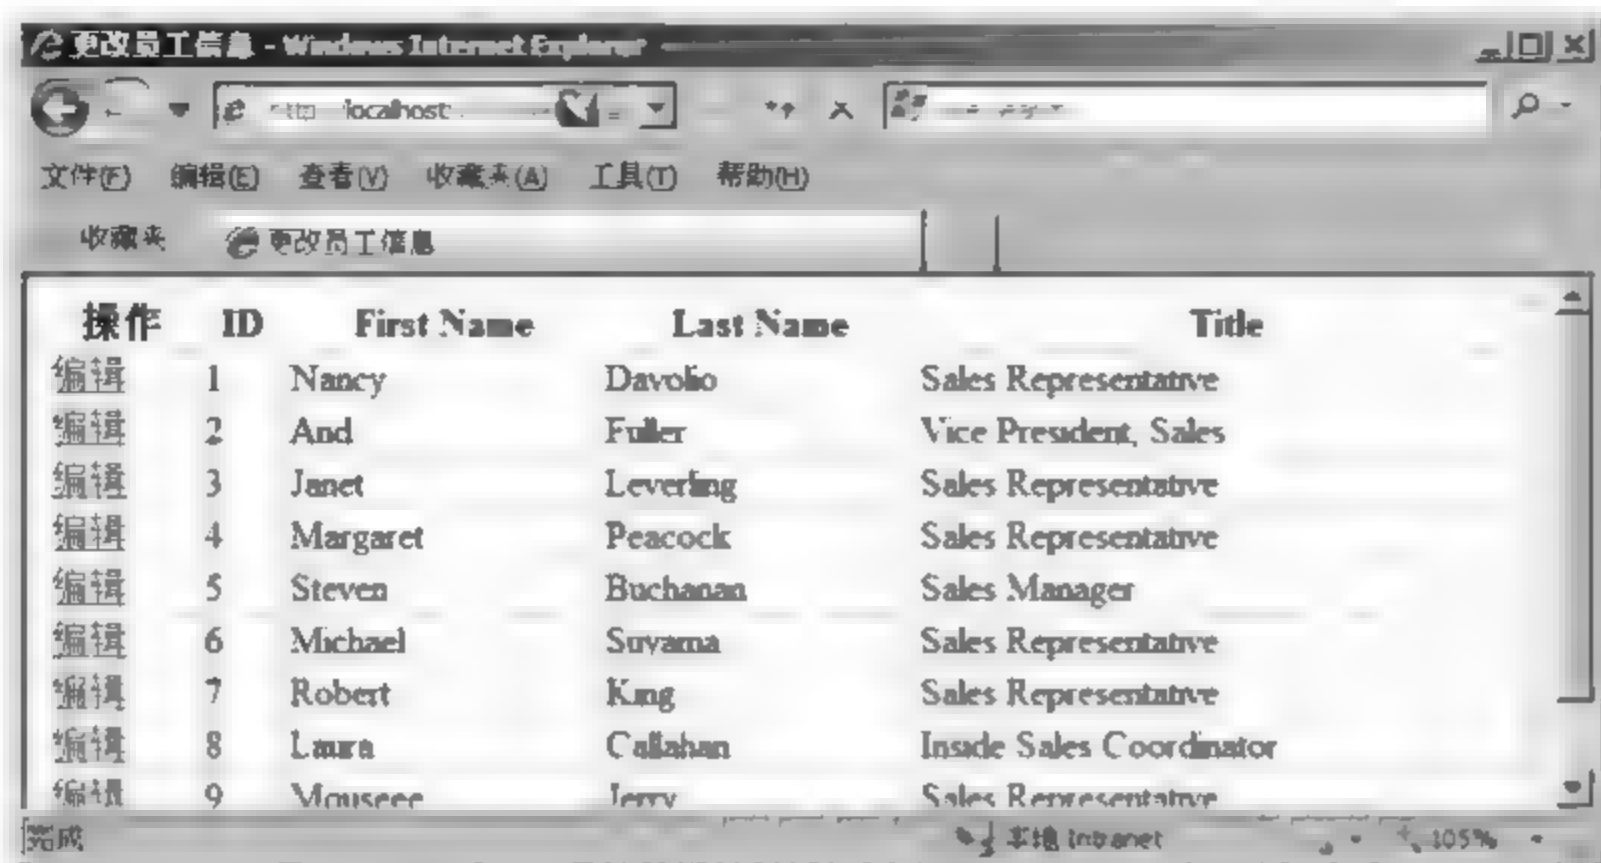 更改员工信息 - Windows Internet Explorer
localhost
文件(F) 编辑(E) 查看(V) 收藏夹(A) 工具(T) 帮助(H)
收藏夹 更改员工信息
操作 ID First Name Last Name Title
编辑 1 Nancy Davolio Sales Representative
编辑 2 And Fuller Vice President, Sales
编辑 3 Janet Leverling Sales Representative
编辑 4 Margaret Peacock Sales Representative
编辑 5 Steven Buchanan Sales Manager
编辑 6 Michael Suyama Sales Representative
编辑 7 Robert King Sales Representative
编辑 8 Laura Callahan Inside Sales Coordinator
编辑 9 Mouseee Jerry Sales Representative
完成 本地 Intranet 105%